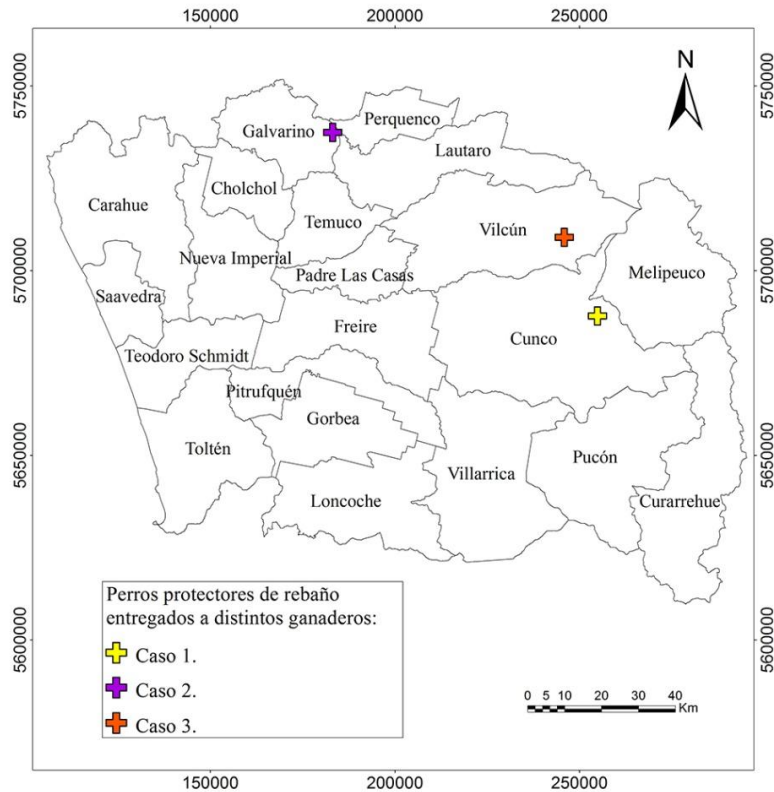 150000 200000 250000
N
5750000 5750000
Perquenco
Galvarino
Lautaro
Cholchol
Carahue
Temuco
Vilcún
Nueva Imperial
5700000 5700000
Padre Las Casas
Melipeuco
Saavedra
Freire
Cunco
Teodoro Schmidt
Pitrufquén
Gorbea
5650000 5650000
Toltén
Pucón
Villarrica
Loncoche
Curarrehue
Perros protectores de rebaño
entregados a distintos ganaderos:
Caso 1.
Caso 2.
Caso 3.
5600000 5600000
0 5 10 20 30 40
Km
150000 200000 250000